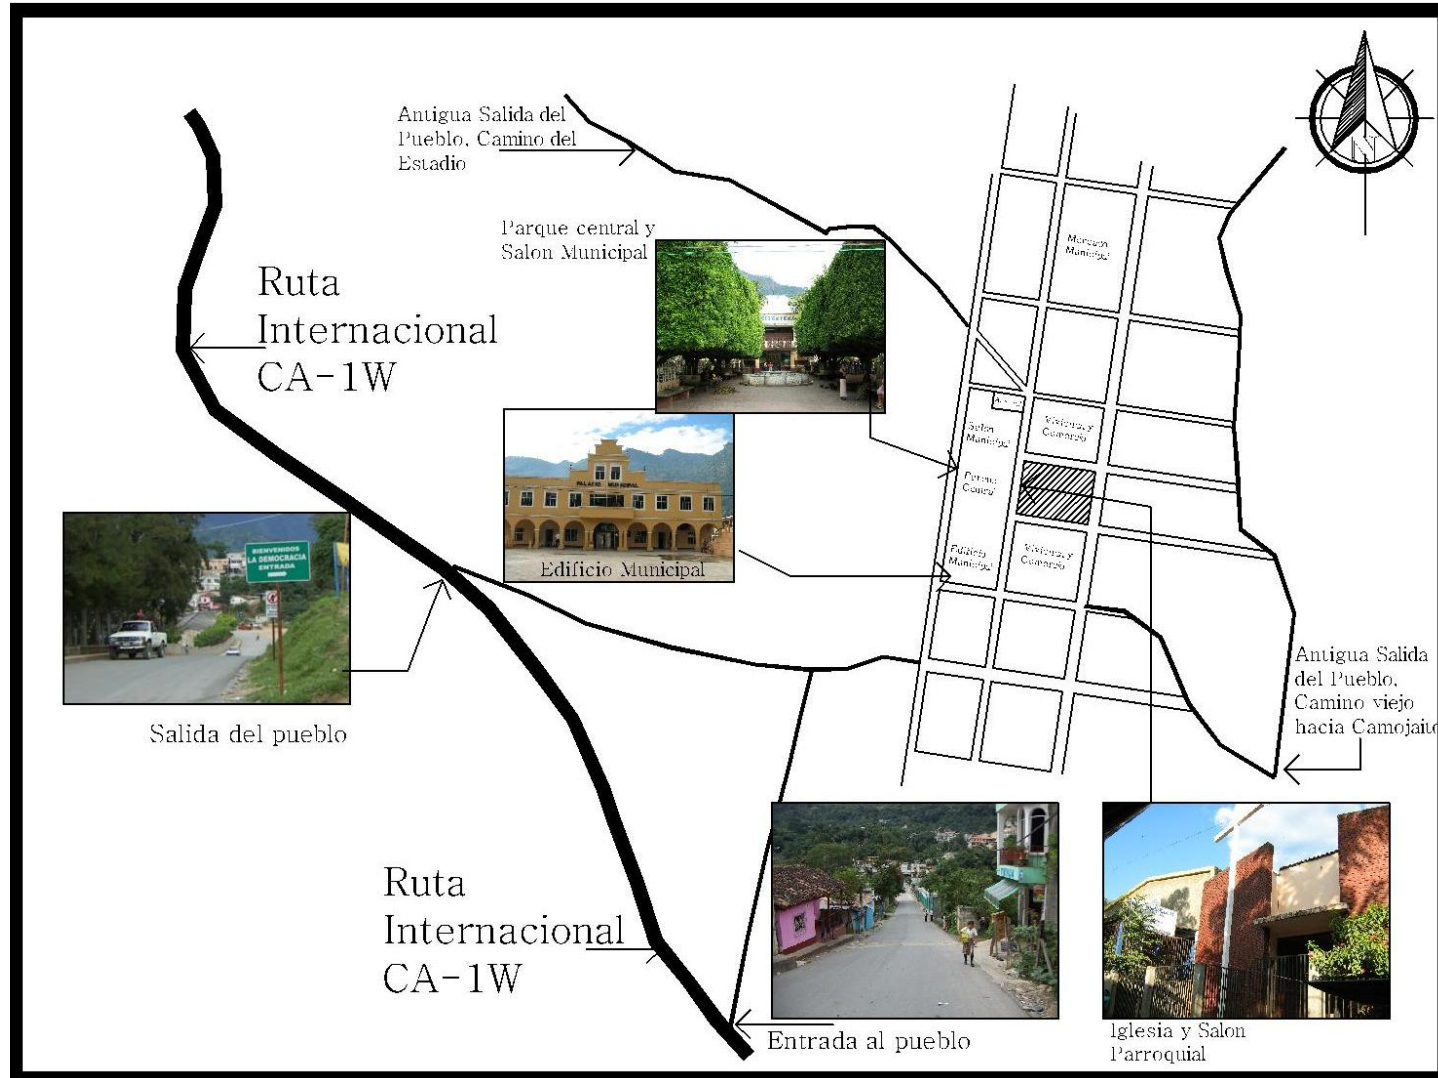 Antigua Salida del
Pueblo, Camino del
Estadio
N
Parque central y
Salon Municipal
Ruta
Internacional
CA-1W
Mercado
Municipal
Salon
Municipal
Vivienda y
Comercio
Parque
Central
Edificio
Municipal
Vivienda y
Comercio
PALACIO MUNICIPAL
Edificio Municipal
BIENVENIDOS
LA DEMOCRACIA
ENTRADA
Salida del pueblo
Antigua Salida
del Pueblo,
Camino viejo
hacia Camojaito
Ruta
Internacional
CA-1W
Entrada al pueblo
Iglesia y Salon
Parroquial